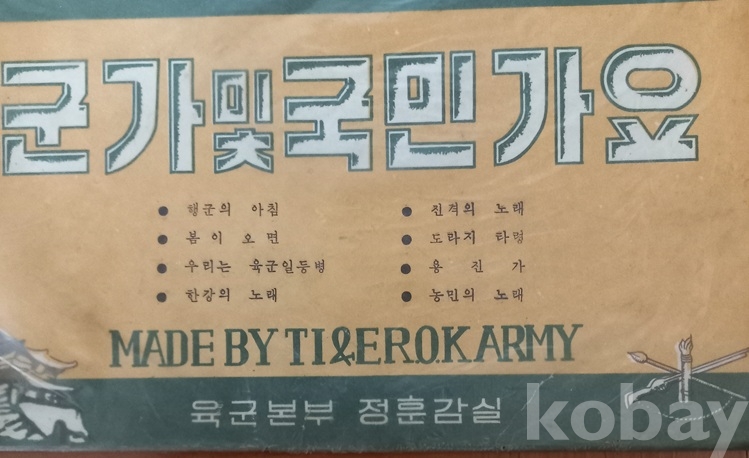 군가및국민가요
● 행군의 아침
● 봄이 오면
● 우리는 육군일등병
● 한강의 노래
● 진격의 노래
● 도라지 타령
● 용진가
● 농민의 노래
MADE BY TI&E R.O.K ARMY
육군본부 정훈감실
kobay